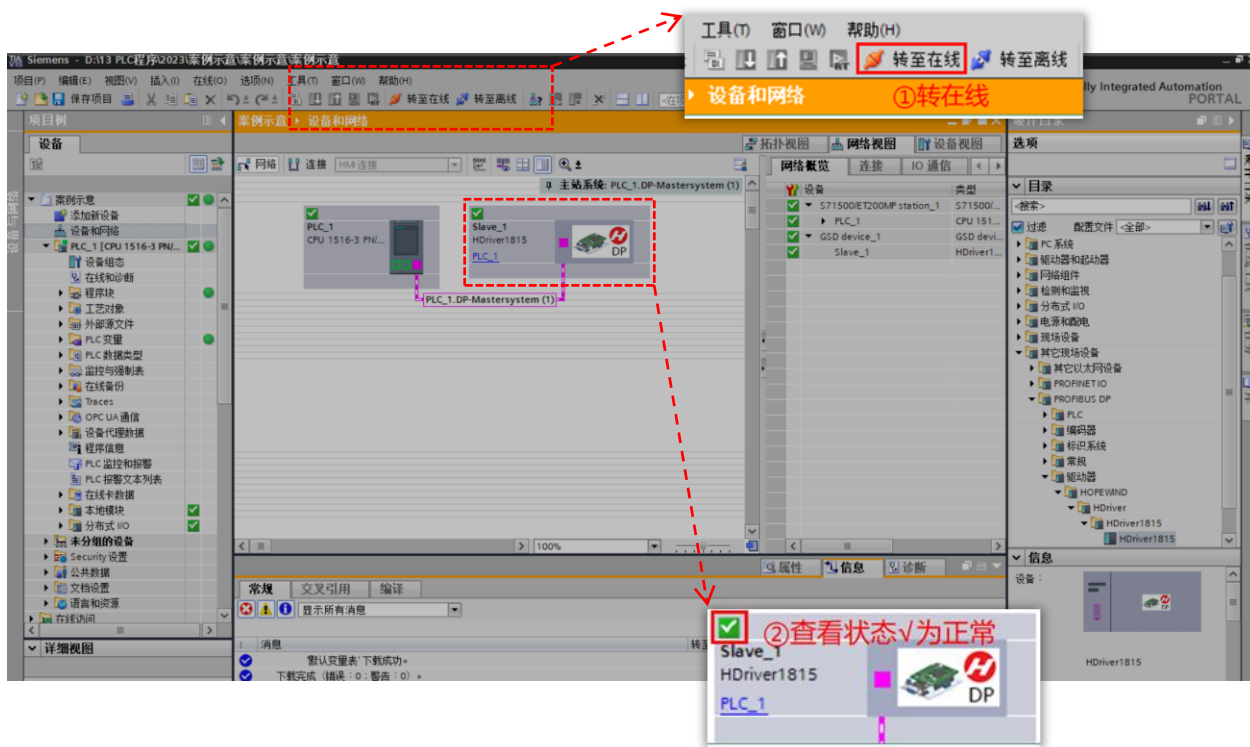 工具(T) 窗口(W) 帮助(H)
转至在线 转至离线
设备和网络
①转在线
Siemens - D:\13 PLC程序\2023\案例示意\案例示意\案例示意
项目(P) 编辑(E) 视图(V) 插入(I) 在线(O) 选项(N) 工具(T) 窗口(W) 帮助(H)
lly Integrated Automation
PORTAL
保存项目 转至在线 转至离线
项目树
案例示意 ▸ 设备和网络
设备
拓扑视图 网络视图 设备视图
选项
网络 连接 HMI 连接
主站系统: PLC_1.DP-Mastersystem (1)
网络概览 连接 IO 通信
目录
<搜索>
过滤 配置文件 <全部>
案例示意
添加新设备
设备和网络
PLC_1 [CPU 1516-3 PN/...
设备组态
在线和诊断
程序块
工艺对象
外部源文件
PLC 变量
PLC 数据类型
监控与强制表
在线备份
Traces
OPC UA 通信
设备代理数据
程序信息
PLC 监控和报警
PLC 报警文本列表
在线卡数据
本地模块
分布式 I/O
未分组的设备
Security 设置
公共数据
文档设置
语言和资源
在线访问
详细视图
PLC_1
CPU 1516-3 PN/...
Slave_1
HDriver1815
PLC_1
DP
PLC_1.DP-Mastersystem (1)
100%
设备 类型
S71500/ET200MP station_1 S71500/...
PLC_1 CPU 151...
GSD device_1 GSD devi...
Slave_1 HDriver1...
PC 系统
驱动器和起动器
网络组件
检测和监视
分布式 I/O
电源和配电
现场设备
其它现场设备
其它以太网设备
PROFINET IO
PROFIBUS DP
PLC
编码器
标识系统
常规
驱动器
HOPEWIND
HDriver
HDriver1815
HDriver1815
信息
设备：
HDriver1815
属性 信息 诊断
常规 交叉引用 编译
显示所有消息
消息
'默认变量表' 下载成功。
下载完成（错误：0；警告：0）。
②查看状态√为正常
Slave_1
HDriver1815
PLC_1
DP